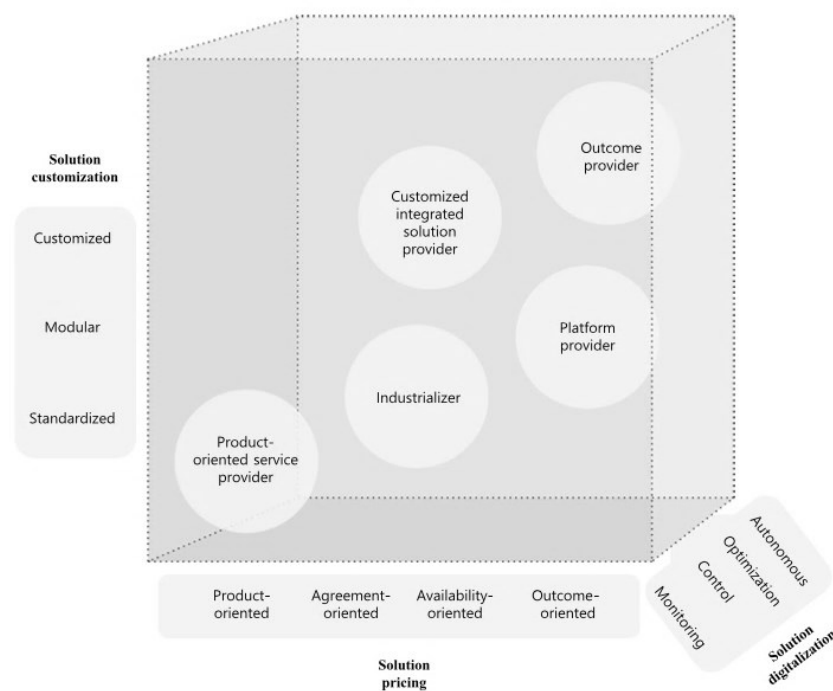 Solution
customization
Customized
Modular
Standardized
Outcome
provider
Customized
integrated
solution
provider
Platform
provider
Industrializer
Product-
oriented service
provider
Product-
oriented
Agreement-
oriented
Availability-
oriented
Outcome-
oriented
Solution
pricing
Monitoring
Control
Optimization
Autonomous
Solution
digitalization